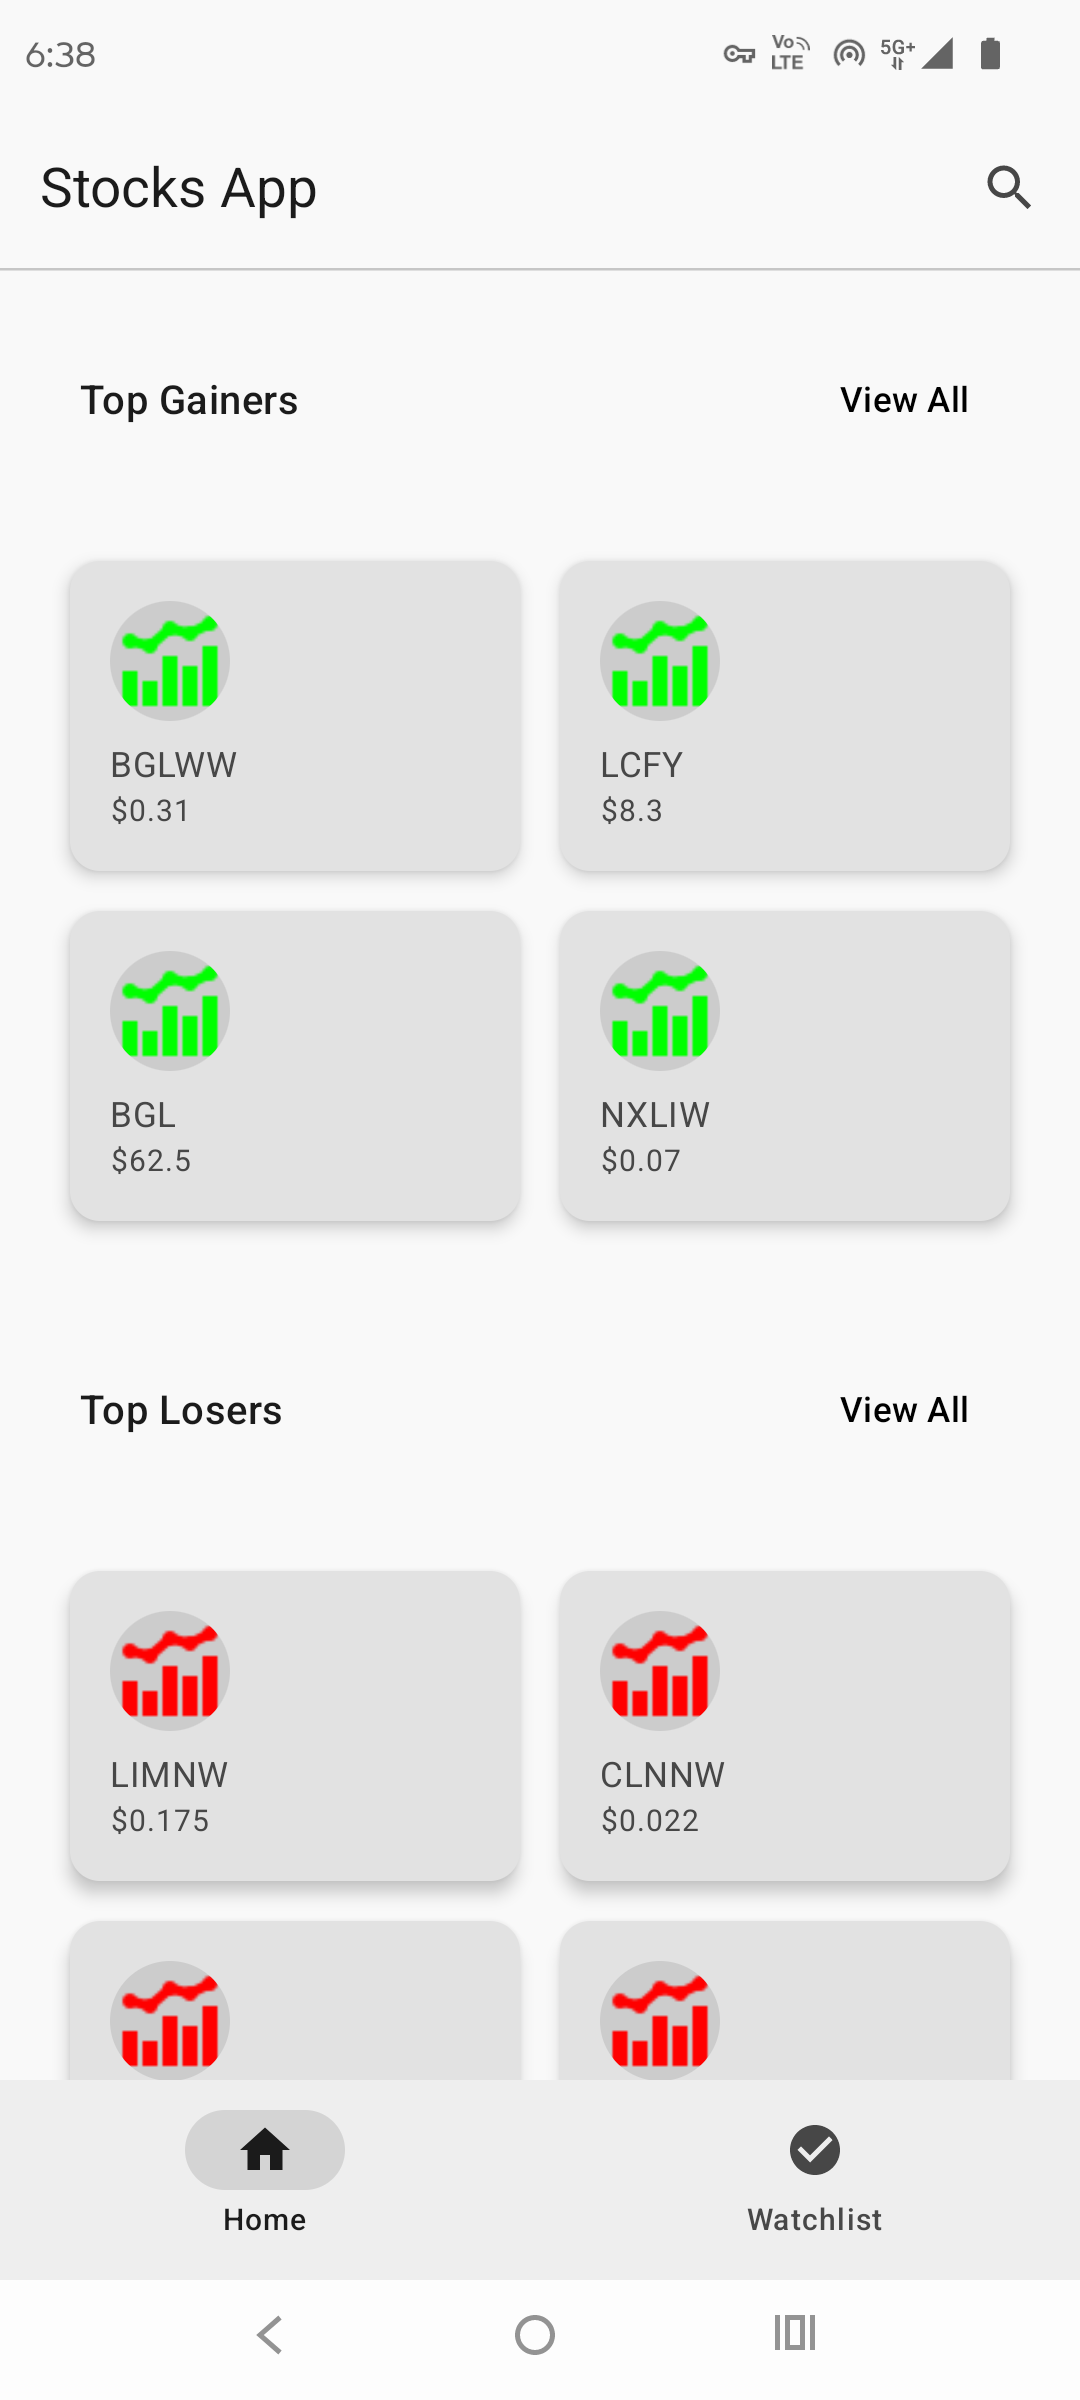 6:38
Vo LTE
5G+
Stocks App
Top Gainers
View All
BGLWW
$0.31
LCFY
$8.3
BGL
$62.5
NXLIW
$0.07
Top Losers
View All
LIMNW
$0.175
CLNNW
$0.022
Home
Watchlist